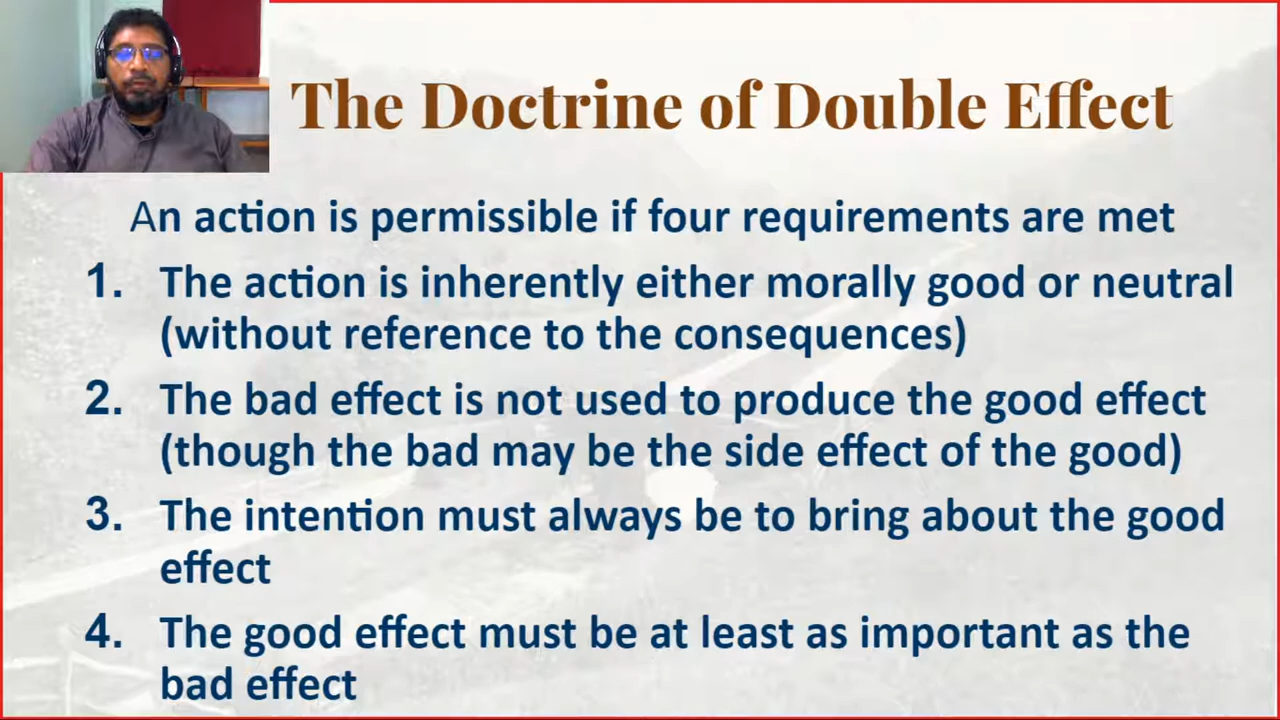 The Doctrine of Double Effect
An action is permissible if four requirements are met
1. The action is inherently either morally good or neutral
(without reference to the consequences)
2. The bad effect is not used to produce the good effect
(though the bad may be the side effect of the good)
3. The intention must always be to bring about the good
effect
4. The good effect must be at least as important as the
bad effect